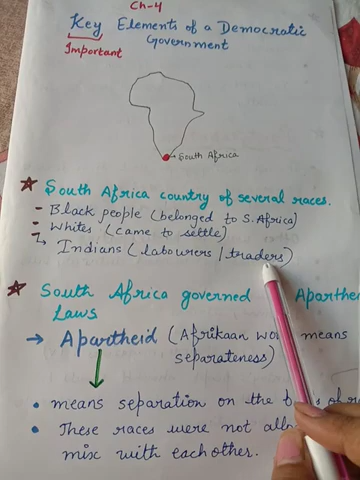 Ch-4
Key Elements of a Democratic
Important Government
South Africa
South Africa country of several races.
- Black people (belonged to S. Africa)
- Whites (came to settle)
Indians (labourers / traders)
South Africa governed Apartheid
laws
→ Apartheid (Afrikaan means
separateness)
• means separation on the of
• These races were not
mix with each other.